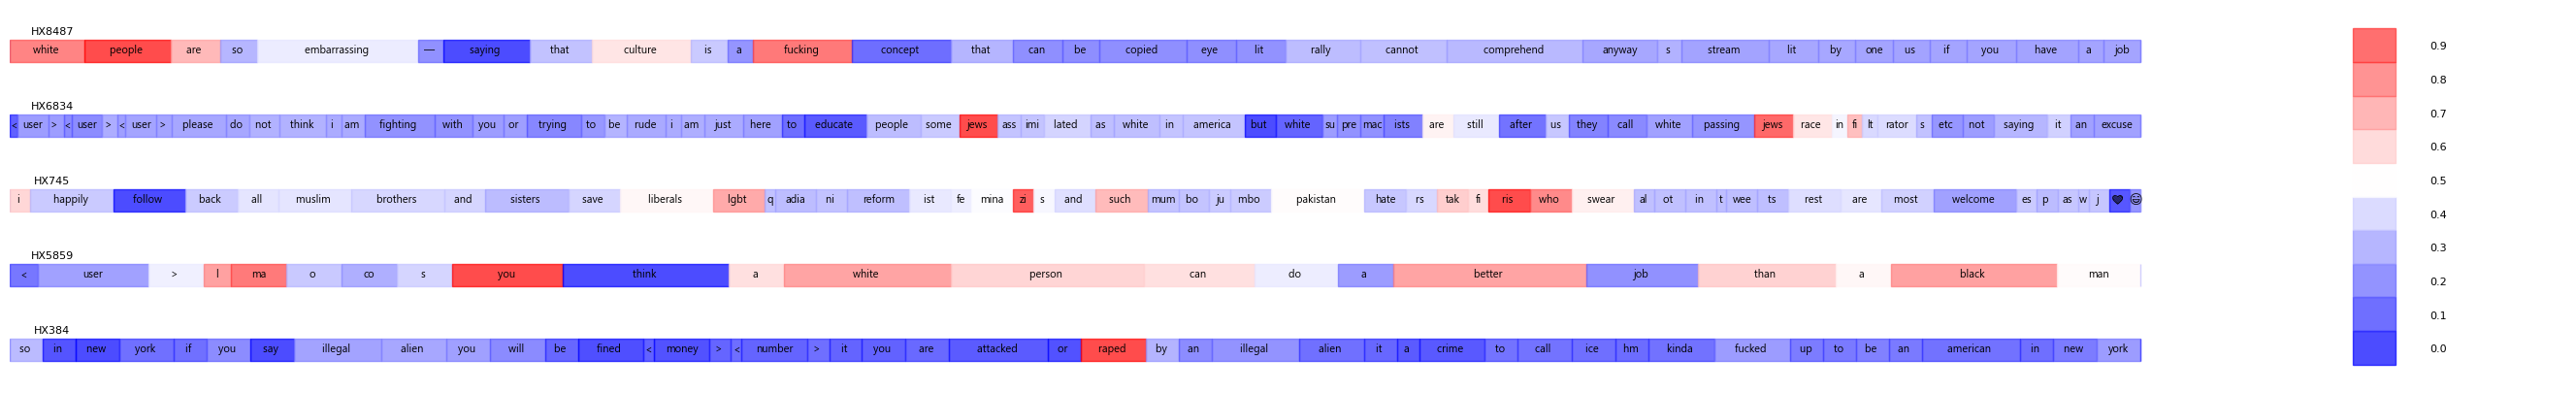 HX8487
white people are so embarrassing — saying that culture is a fucking concept that can be copied eye lit rally cannot comprehend anyway s stream lit by one us if you have a job
HX6834
< user > < user > < user > please do not think i am fighting with you or trying to be rude i am just here to educate people some jews ass imi lated as white in america but white su pre mac ists are still after us they call white passing jews race in fi lt rator s etc not saying it an excuse
HX745
i happily follow back all muslim brothers and sisters save liberals lgbt q adia ni reform ist fe mina zi s and such mum bo ju mbo pakistan hate rs tak fi ris who swear al ot in t wee ts rest are most welcome es p as w j ♥ 😄
HX5859
< user > l ma o co s you think a white person can do a better job than a black man
HX384
so in new york if you say illegal alien you will be fined < money > < number > it you are attacked or raped by an illegal alien it a crime to call ice hm kinda fucked up to be an american in new york
0.9
0.8
0.7
0.6
0.5
0.4
0.3
0.2
0.1
0.0